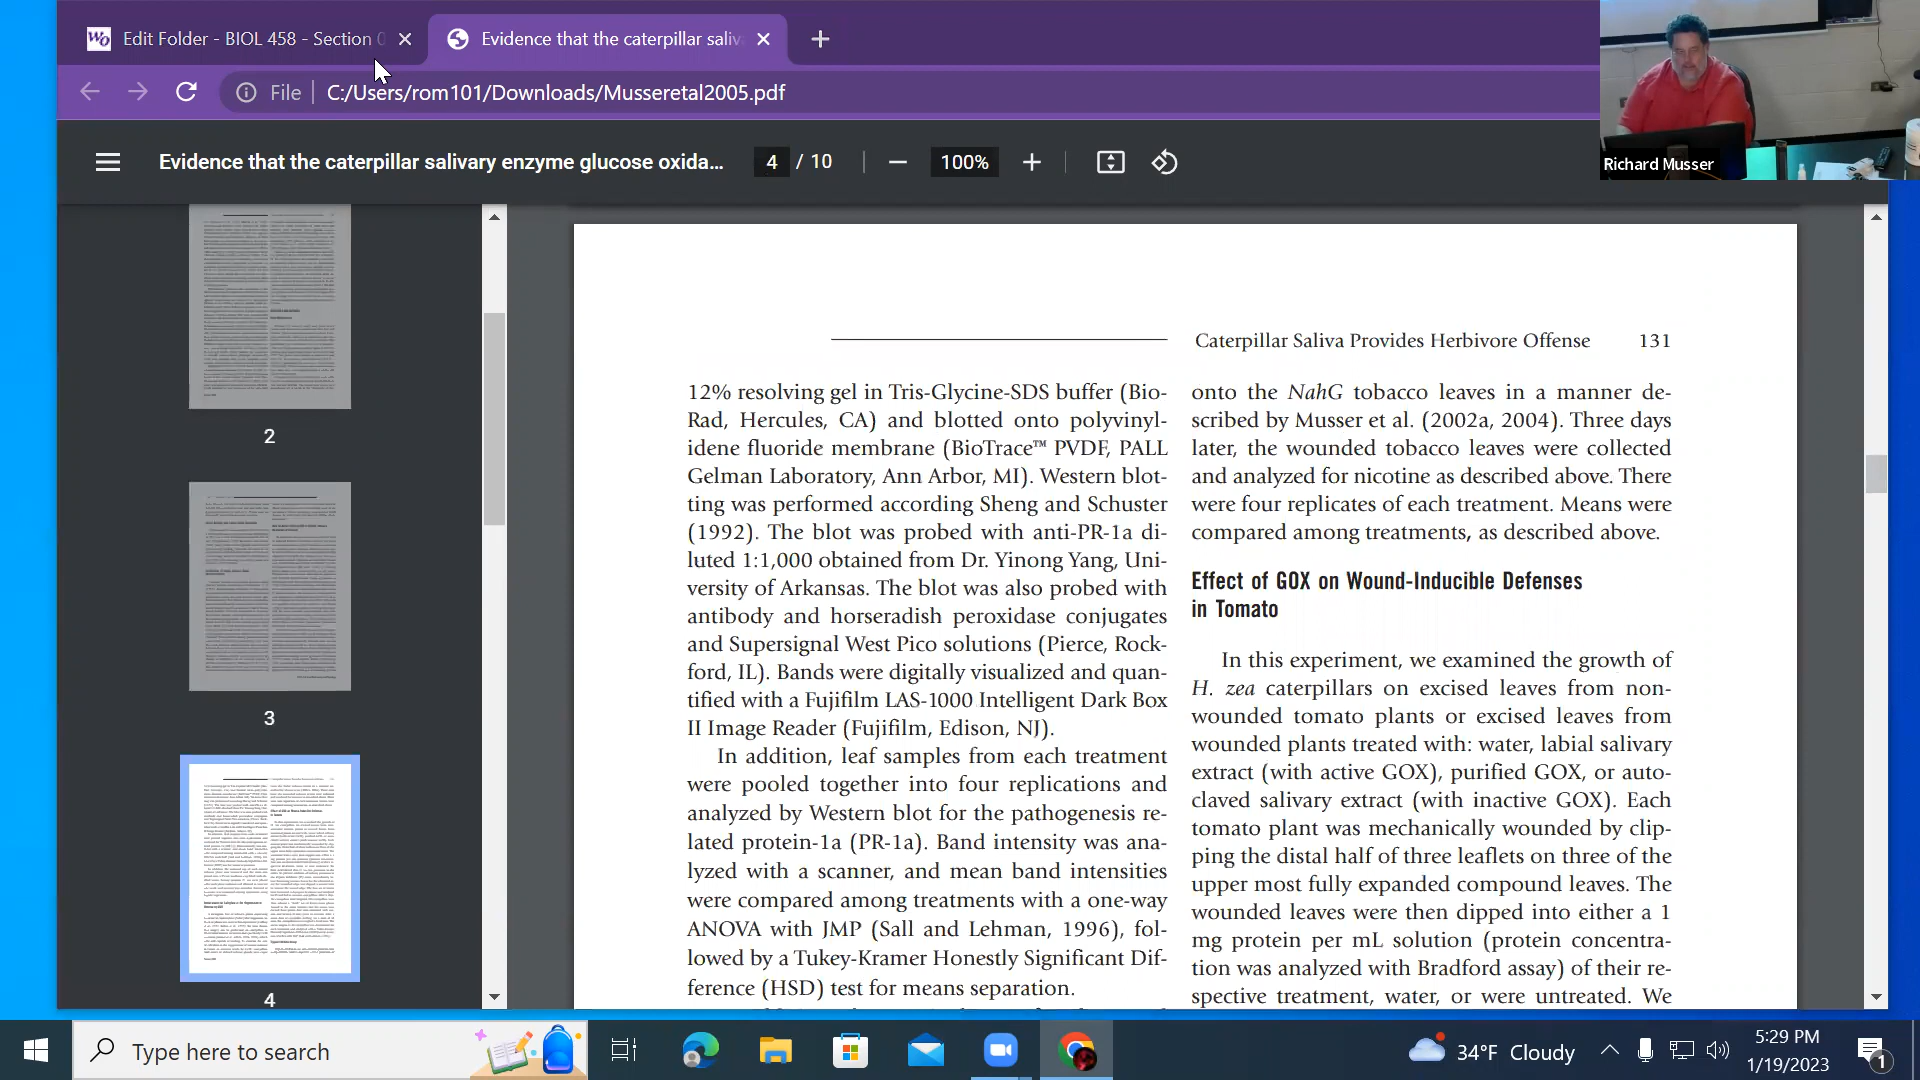 WO Edit Folder - BIOL 458 - Section 0
Evidence that the caterpillar saliv
File
C:/Users/rom101/Downloads/Musseretal2005.pdf
Richard Musser
Evidence that the caterpillar salivary enzyme glucose oxida...
4 / 10
100%
2
3
4
Caterpillar Saliva Provides Herbivore Offense 131
12% resolving gel in Tris-Glycine-SDS buffer (Bio-
Rad, Hercules, CA) and blotted onto polyvinyl-
idene fluoride membrane (BioTrace™ PVDF, PALL
Gelman Laboratory, Ann Arbor, MI). Western blot-
ting was performed according Sheng and Schuster
(1992). The blot was probed with anti-PR-1a di-
luted 1:1,000 obtained from Dr. Yinong Yang, Uni-
versity of Arkansas. The blot was also probed with
antibody and horseradish peroxidase conjugates
and Supersignal West Pico solutions (Pierce, Rock-
ford, IL). Bands were digitally visualized and quan-
tified with a Fujifilm LAS-1000 Intelligent Dark Box
II Image Reader (Fujifilm, Edison, NJ).
In addition, leaf samples from each treatment
were pooled together into four replications and
analyzed by Western blot for the pathogenesis re-
lated protein-1a (PR-1a). Band intensity was ana-
lyzed with a scanner, and mean band intensities
were compared among treatments with a one-way
ANOVA with JMP (Sall and Lehman, 1996), fol-
lowed by a Tukey-Kramer Honestly Significant Dif-
ference (HSD) test for means separation.
onto the NahG tobacco leaves in a manner de-
scribed by Musser et al. (2002a, 2004). Three days
later, the wounded tobacco leaves were collected
and analyzed for nicotine as described above. There
were four replicates of each treatment. Means were
compared among treatments, as described above.
Effect of GOX on Wound-Inducible Defenses
in Tomato
In this experiment, we examined the growth of
H. zea caterpillars on excised leaves from non-
wounded tomato plants or excised leaves from
wounded plants treated with: water, labial salivary
extract (with active GOX), purified GOX, or auto-
claved salivary extract (with inactive GOX). Each
tomato plant was mechanically wounded by clip-
ping the distal half of three leaflets on three of the
upper most fully expanded compound leaves. The
wounded leaves were then dipped into either a 1
mg protein per mL solution (protein concentra-
tion was analyzed with Bradford assay) of their re-
spective treatment, water, or were untreated. We
Type here to search
34°F Cloudy
5:29 PM
1/19/2023
1